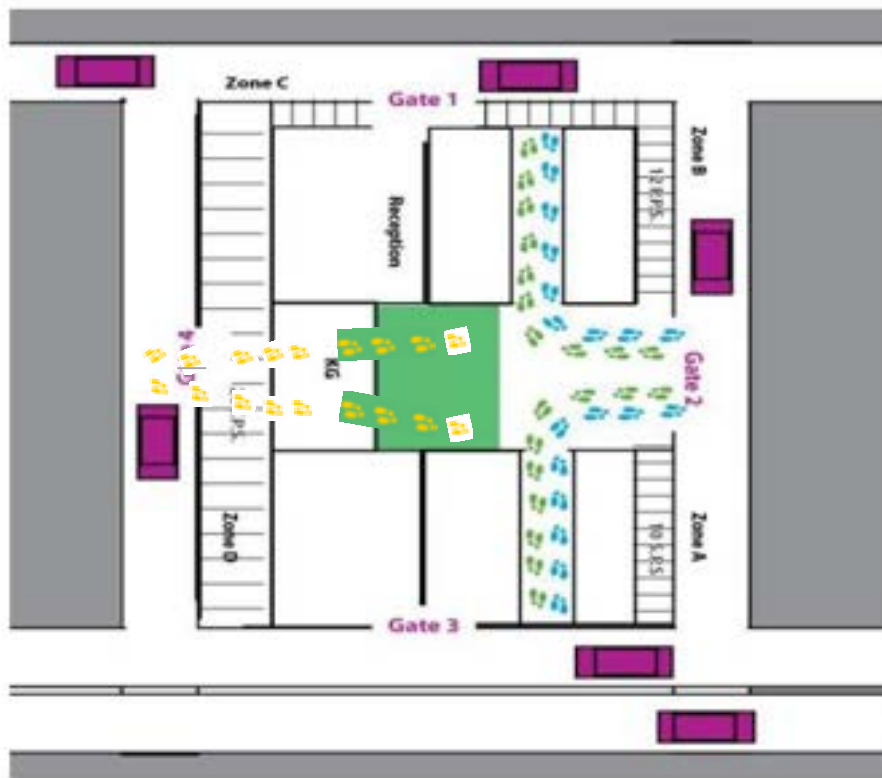 Zone C
Gate 1
Zone B
12 P.P.S.
Reception
KG
Gate 2
Zone D
Zone A
10 S.P.S
Gate 3